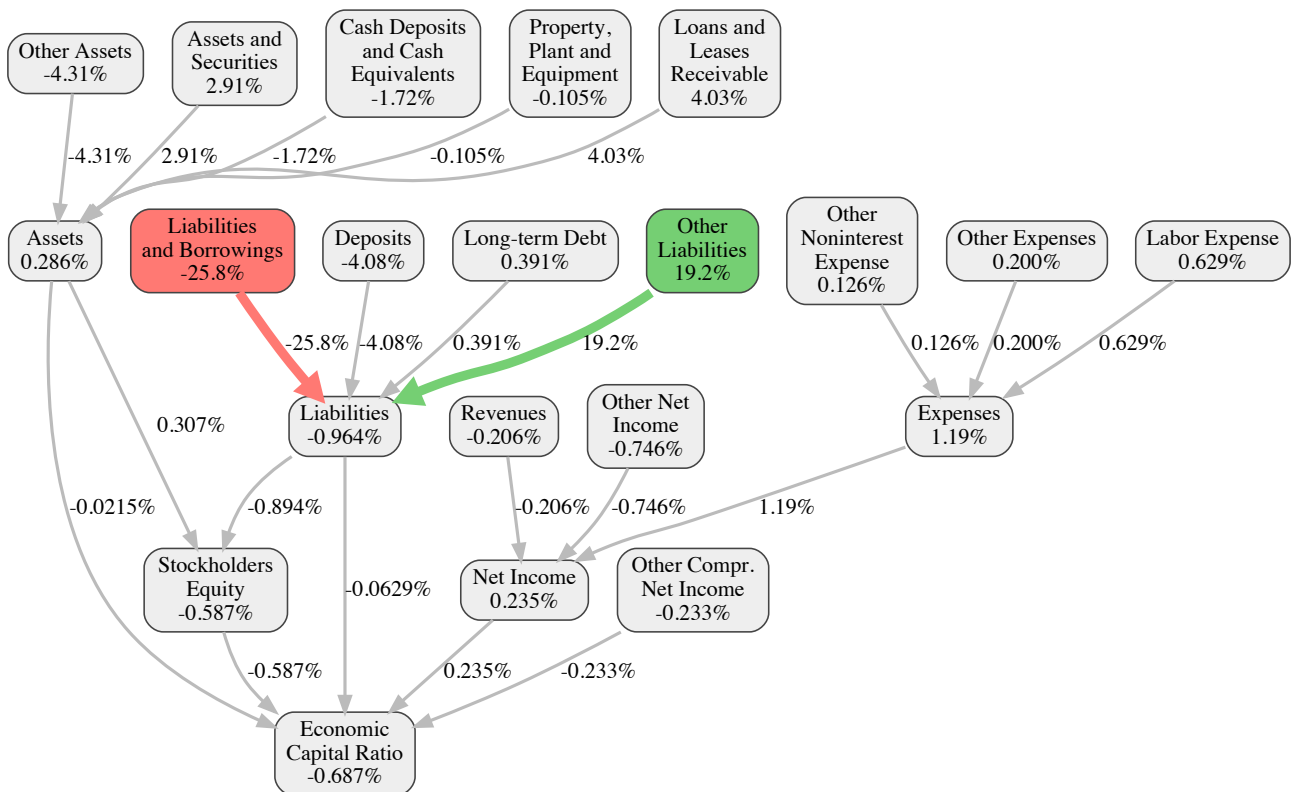 Other Assets
-4.31%
Assets and
Securities
2.91%
Cash Deposits
and Cash
Equivalents
-1.72%
Property,
Plant and
Equipment
-0.105%
Loans and
Leases
Receivable
4.03%
-4.31%
2.91%
-1.72%
-0.105%
4.03%
Assets
0.286%
Liabilities
and Borrowings
-25.8%
Deposits
-4.08%
Long-term Debt
0.391%
Other
Liabilities
19.2%
Other
Noninterest
Expense
0.126%
Other Expenses
0.200%
Labor Expense
0.629%
-25.8%
-4.08%
0.391%
19.2%
0.126%
0.200%
0.629%
0.307%
Liabilities
-0.964%
Revenues
-0.206%
Other Net
Income
-0.746%
Expenses
1.19%
-0.0215%
-0.894%
-0.206%
-0.746%
1.19%
Stockholders
Equity
-0.587%
-0.0629%
Net Income
0.235%
Other Compr.
Net Income
-0.233%
-0.587%
0.235%
-0.233%
Economic
Capital Ratio
-0.687%